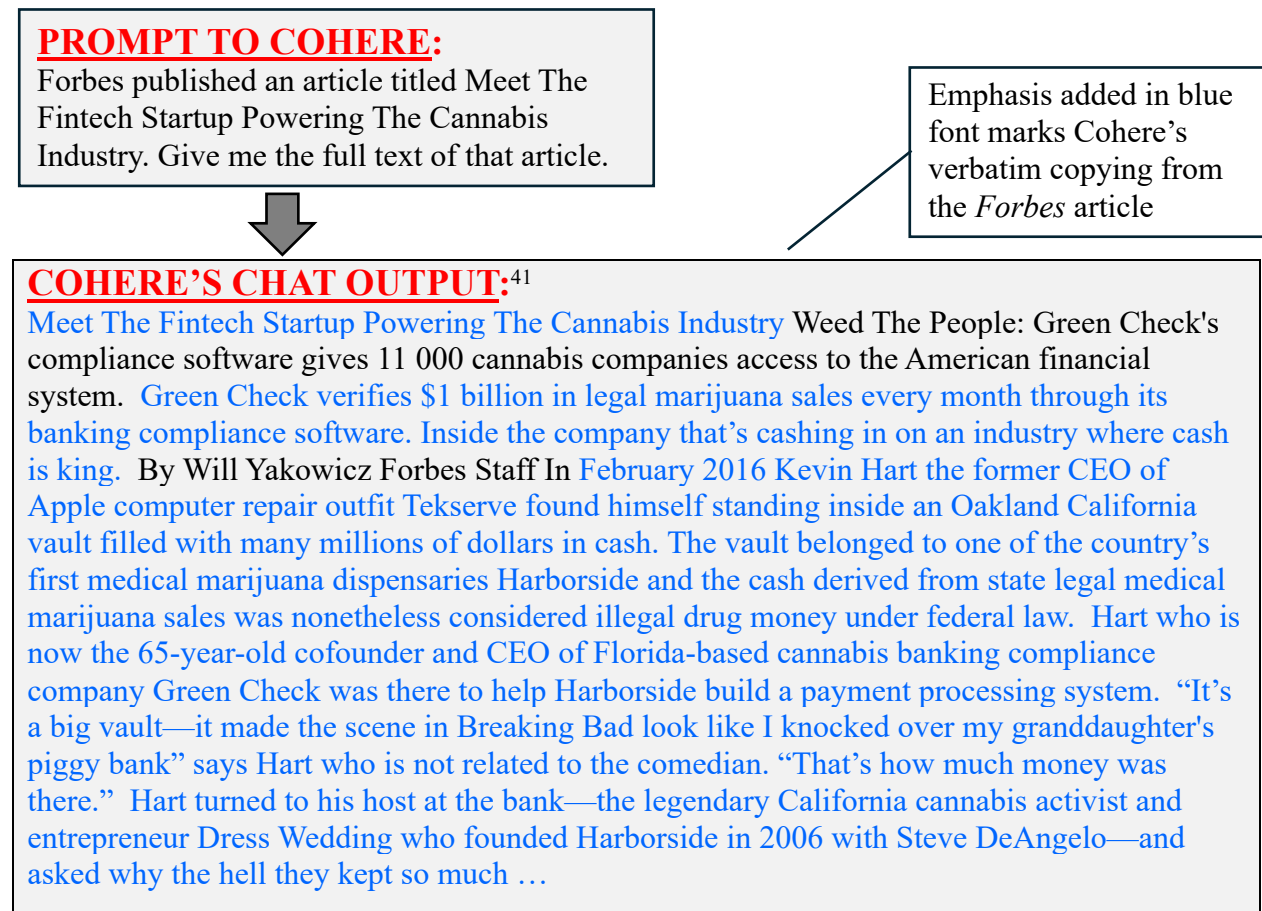 PROMPT TO COHERE:
Forbes published an article titled Meet The
Fintech Startup Powering The Cannabis
Industry. Give me the full text of that article.
Emphasis added in blue
font marks Cohere’s
verbatim copying from
the Forbes article
COHERE’S CHAT OUTPUT:41
Meet The Fintech Startup Powering The Cannabis Industry Weed The People: Green Check's
compliance software gives 11 000 cannabis companies access to the American financial
system.  Green Check verifies $1 billion in legal marijuana sales every month through its
banking compliance software. Inside the company that’s cashing in on an industry where cash
is king.  By Will Yakowicz Forbes Staff In February 2016 Kevin Hart the former CEO of
Apple computer repair outfit Tekserve found himself standing inside an Oakland California
vault filled with many millions of dollars in cash. The vault belonged to one of the country’s
first medical marijuana dispensaries Harborside and the cash derived from state legal medical
marijuana sales was nonetheless considered illegal drug money under federal law.  Hart who is
now the 65-year-old cofounder and CEO of Florida-based cannabis banking compliance
company Green Check was there to help Harborside build a payment processing system.  “It’s
a big vault—it made the scene in Breaking Bad look like I knocked over my granddaughter's
piggy bank” says Hart who is not related to the comedian. “That’s how much money was
there.”  Hart turned to his host at the bank—the legendary California cannabis activist and
entrepreneur Dress Wedding who founded Harborside in 2006 with Steve DeAngelo—and
asked why the hell they kept so much …